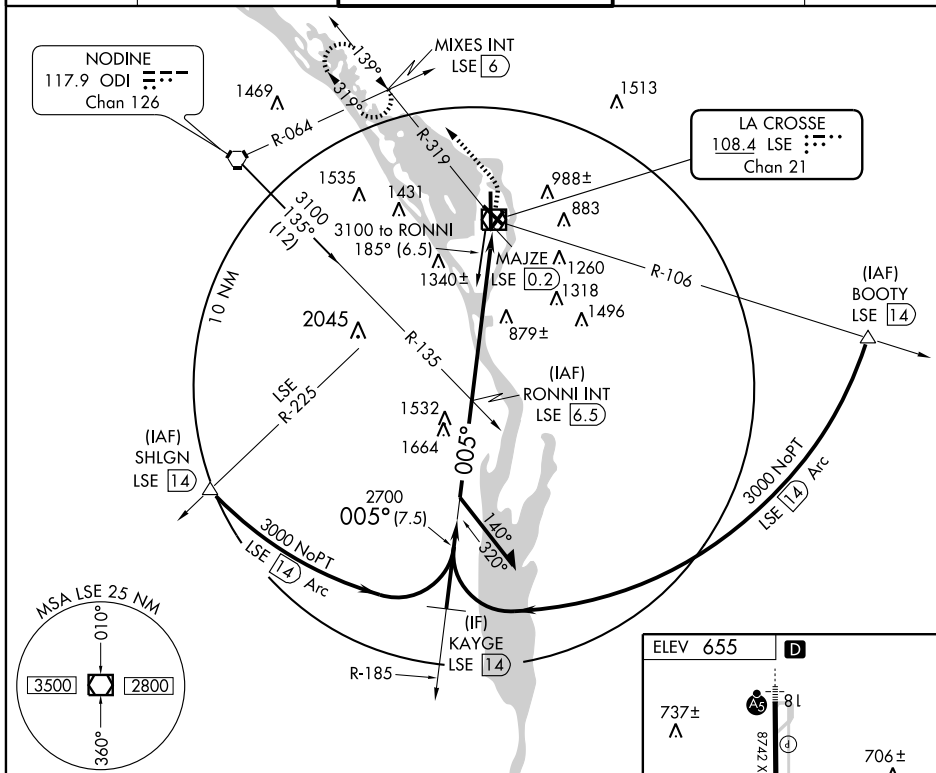 NODINE
117.9 ODI
Chan 126
MIXES INT
LSE 6
139°
319°
1469
1513
R-064
R-319
LA CROSSE
108.4 LSE
Chan 21
1535
1431
988±
883
3100
135°
(12)
3100 to RONNI
185° (6.5)
1340±
MAJZE
LSE 0.2
1260
1318
1496
R-106
(IAF)
BOOTY
LSE 14
10 NM
2045
879±
R-135
LSE
R-225
(IAF)
RONNI INT
LSE 6.5
1532
1664
005°
(IAF)
SHLGN
LSE 14
2700
005° (7.5)
140°
320°
3000 NoPT
LSE 14 Arc
3000 NoPT
LSE 14 Arc
(IF)
KAYGE
LSE 14
R-185
MSA LSE 25 NM
010°
3500
2800
360°
ELEV 655
D
A5
18
737±
P
8742 X
706±